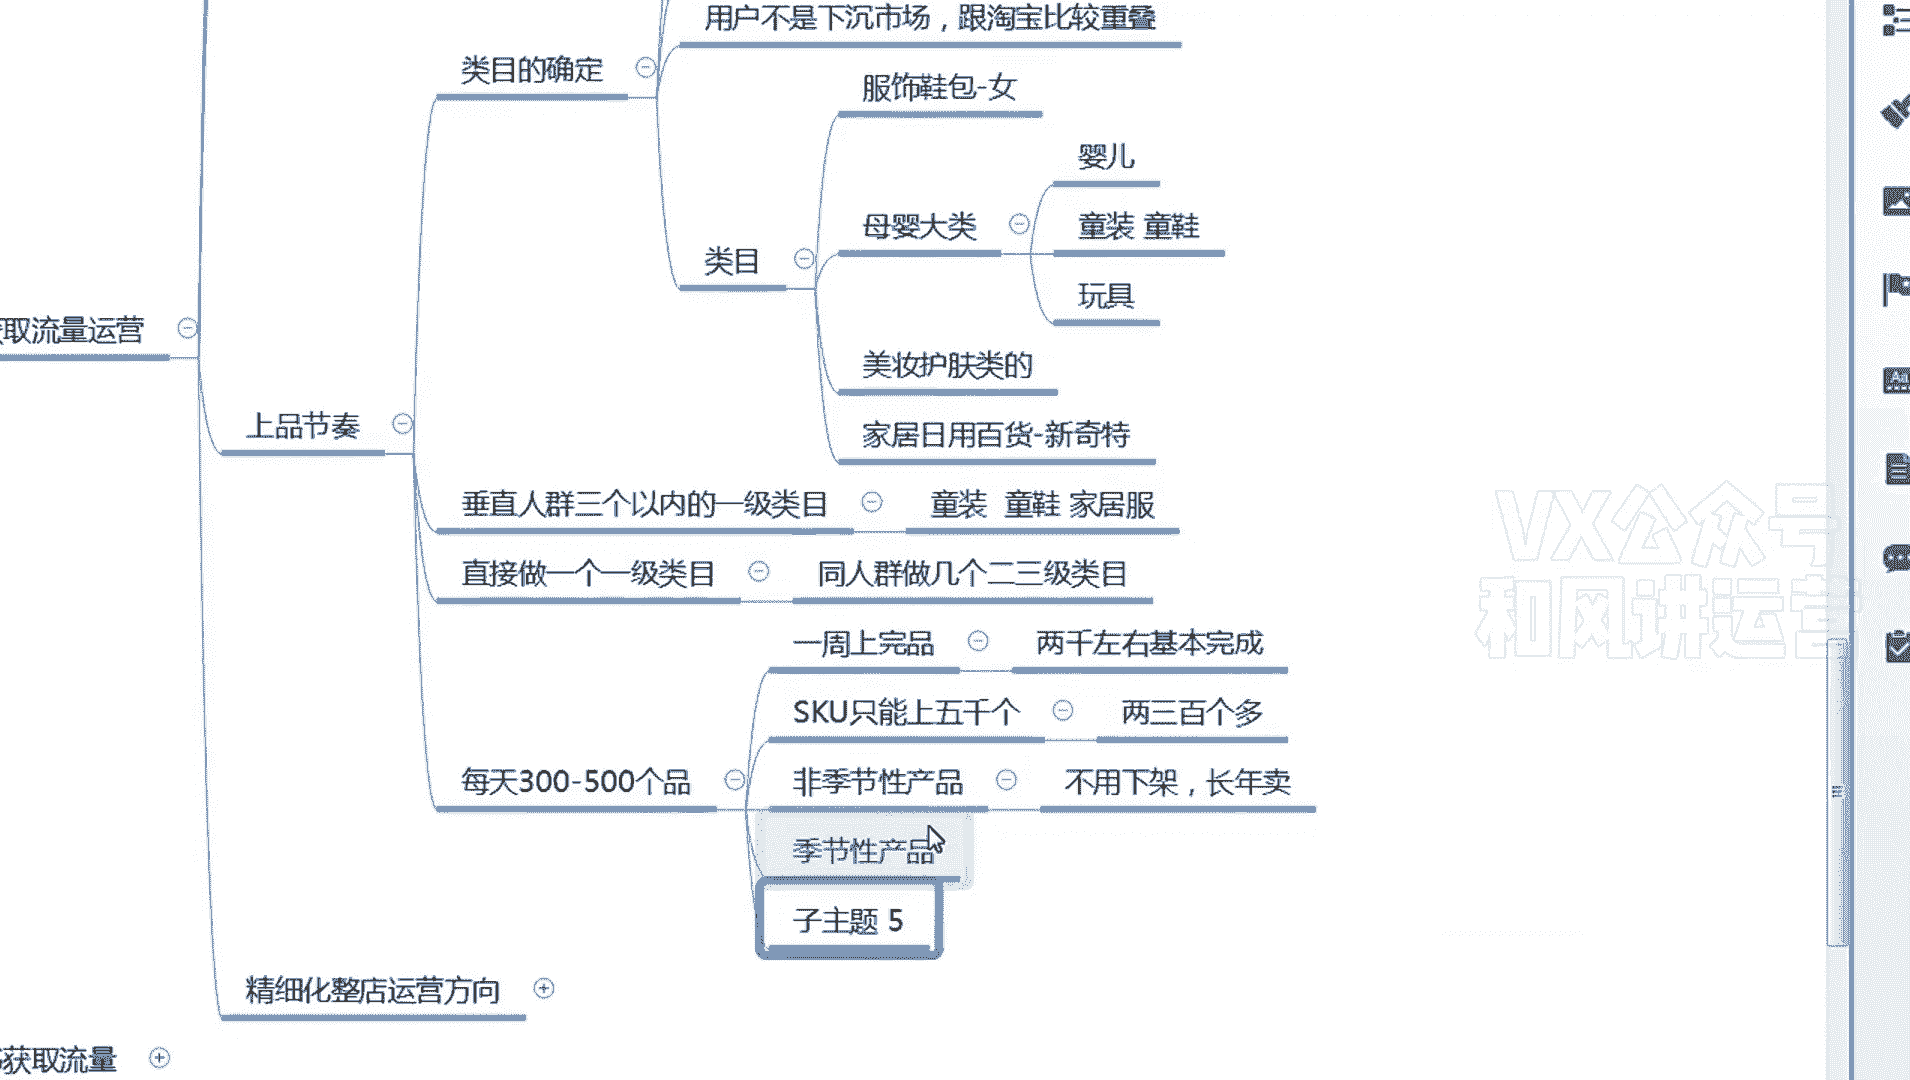 用户不是下沉市场，跟淘宝比较重叠
类目的确定
服饰鞋包-女
婴儿
母婴大类
童装 童鞋
类目
玩具
取流量运营
美妆护肤类的
上品节奏
家居日用百货-新奇特
垂直人群三个以内的一级类目
童装 童鞋 家居服
直接做一个一级类目
同人群做几个二三级类目
一周上完品
两千左右基本完成
SKU只能上五千个
两三百个多
每天300-500个品
非季节性产品
不用下架，长年卖
季节性产品
子主题 5
精细化整店运营方向
获取流量
VX公众号
和风讲运营